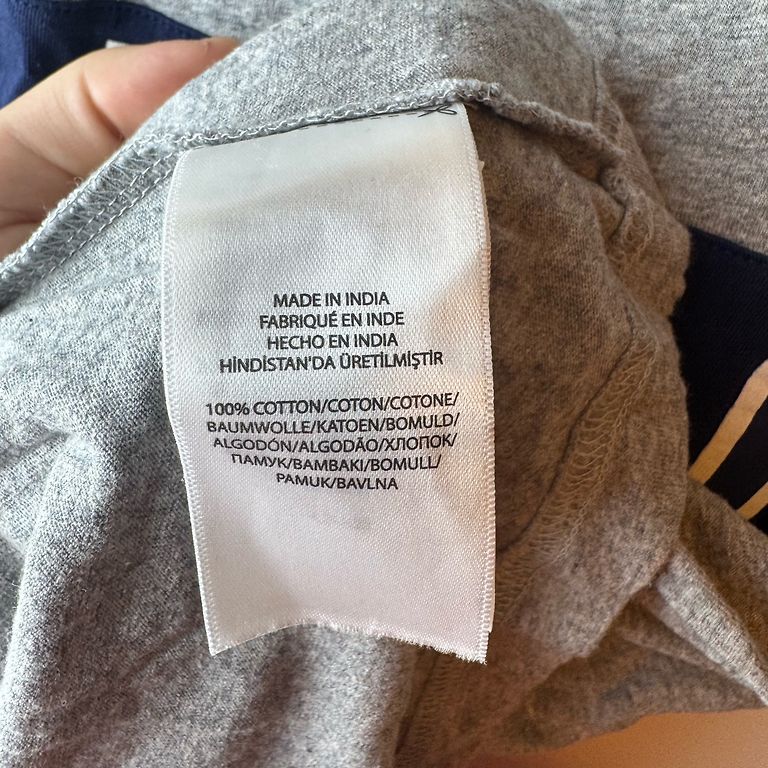 MADE IN INDIA
FABRIQUÉ EN INDE
HECHO EN INDIA
HİNDİSTAN'DA ÜRETİLMİŞTİR
100% COTTON/COTON/COTONE/
BAUMWOLLE/KATOEN/BOMULD/
ALGODÓN/ALGODÃO/ХЛОПОК/
ПАМУК/BAMBAKI/BOMULL/
PAMUK/BAVLNA